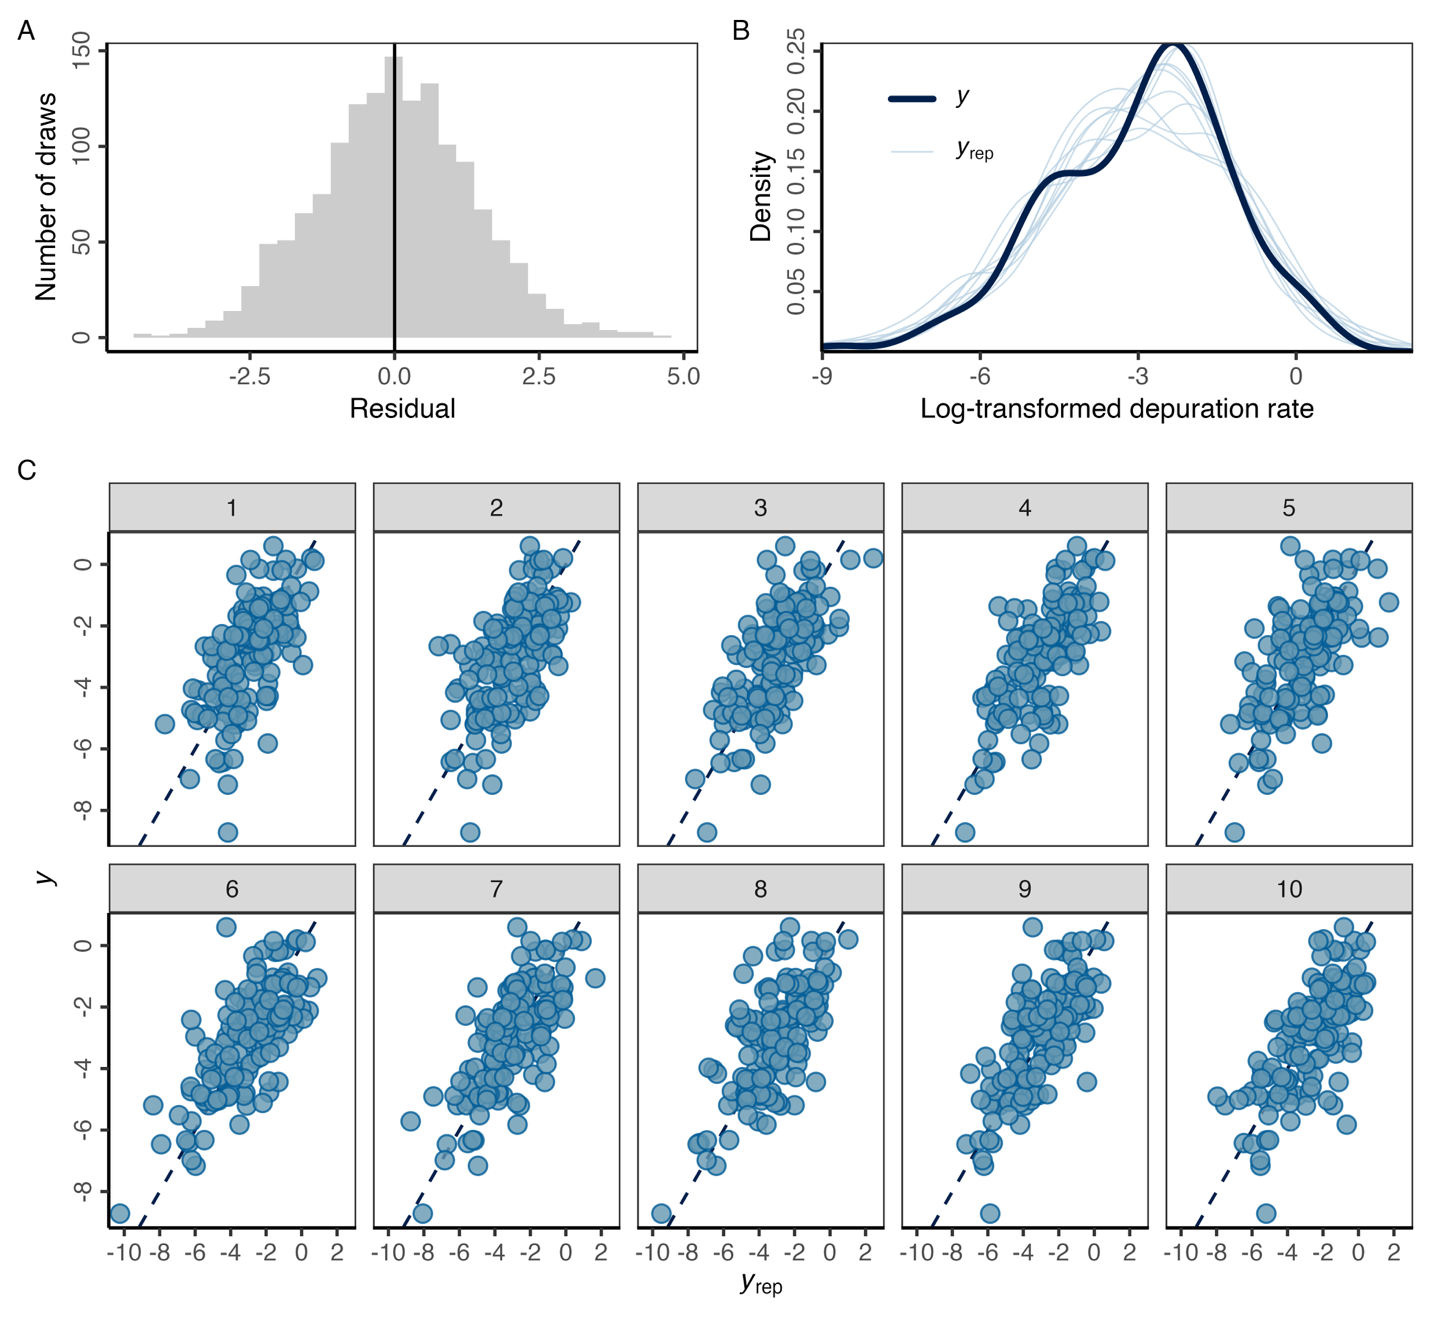 A
Number of draws
150
100
50
0
-2.5 0.0 2.5 5.0
Residual
B
Density
0.25
0.20
0.15
0.10
0.05
y
yrep
-9 -6 -3 0
Log-transformed depuration rate
C
1 2 3 4 5
0
-2
-4
-6
-8
y
6 7 8 9 10
0
-2
-4
-6
-8
-10 -8 -6 -4 -2 0 2 -10 -8 -6 -4 -2 0 2 -10 -8 -6 -4 -2 0 2 -10 -8 -6 -4 -2 0 2 -10 -8 -6 -4 -2 0 2
yrep